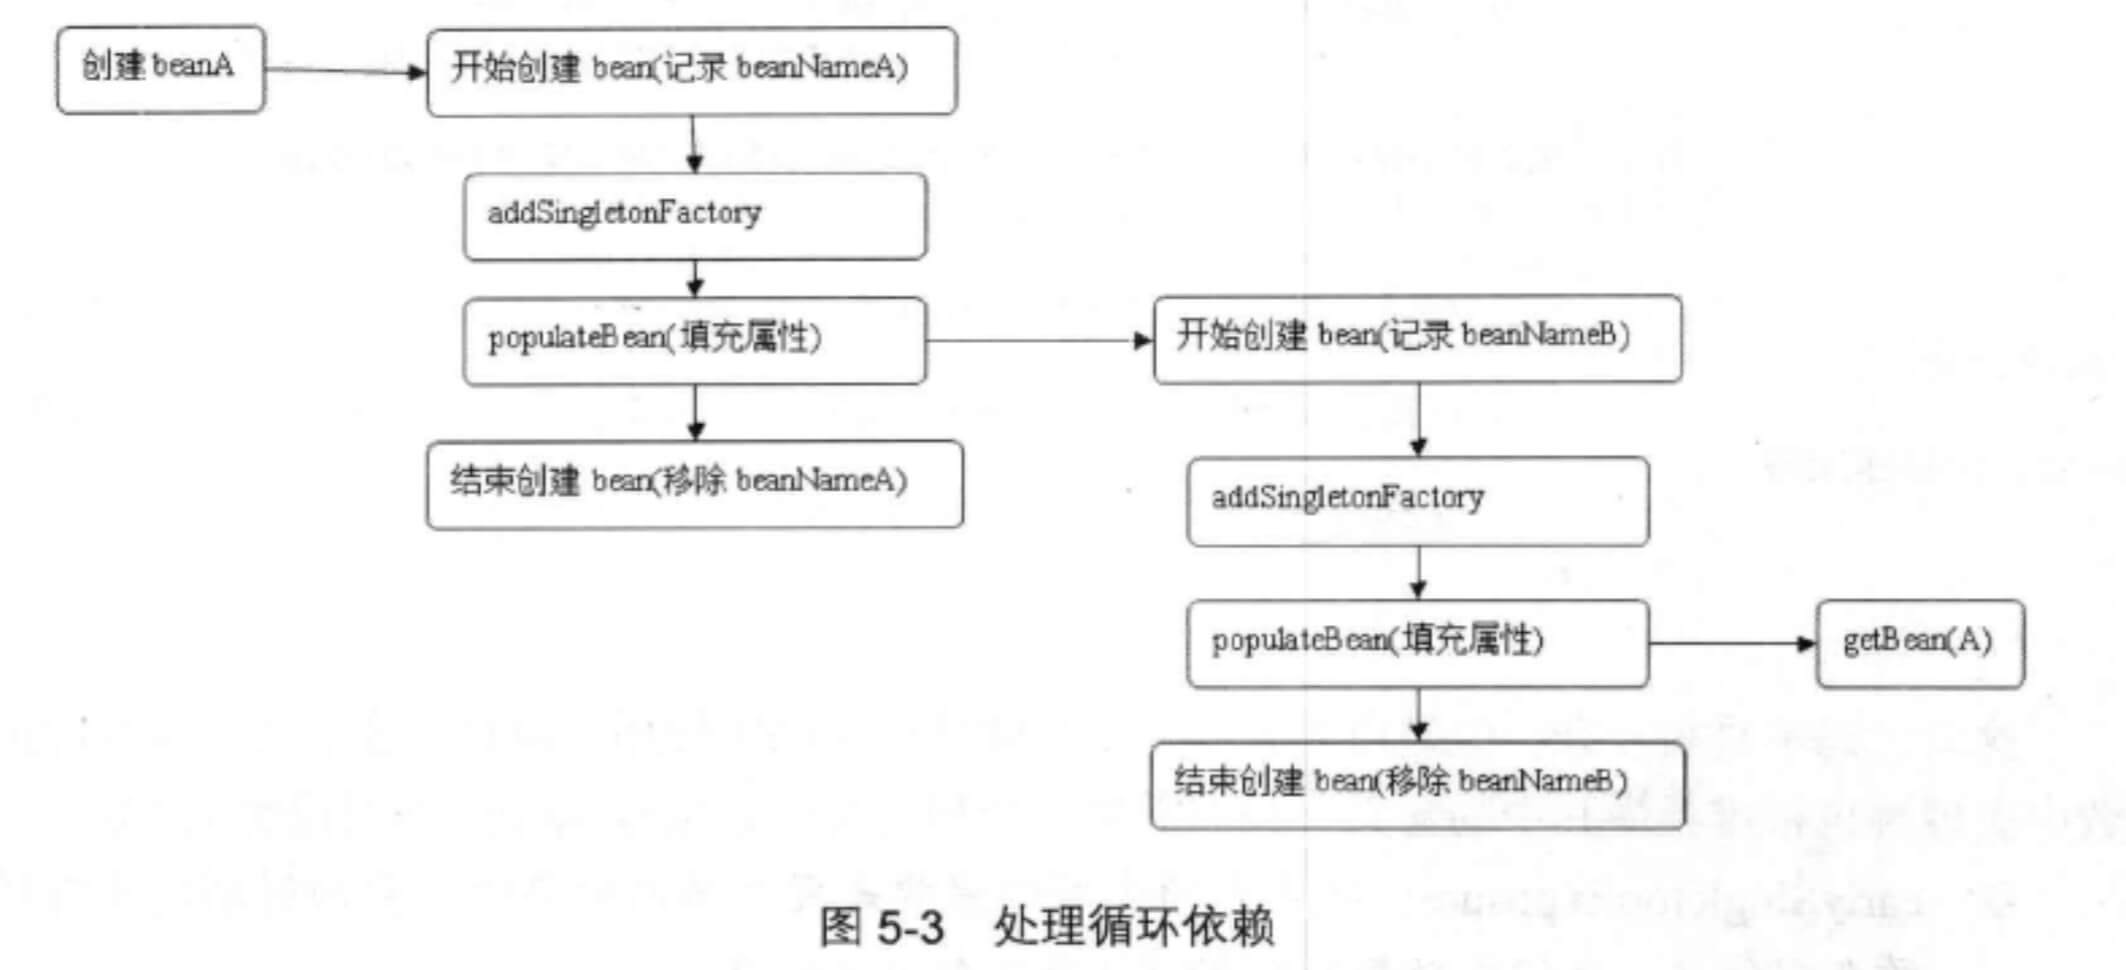 创建 beanA
开始创建 bean(记录 beanNameA)
addSingletonFactory
populateBean(填充属性)
结束创建 bean(移除 beanNameA)
开始创建 bean(记录 beanNameB)
addSingletonFactory
populateBean(填充属性)
getBean(A)
结束创建 bean(移除 beanNameB)
图 5-3 处理循环依赖